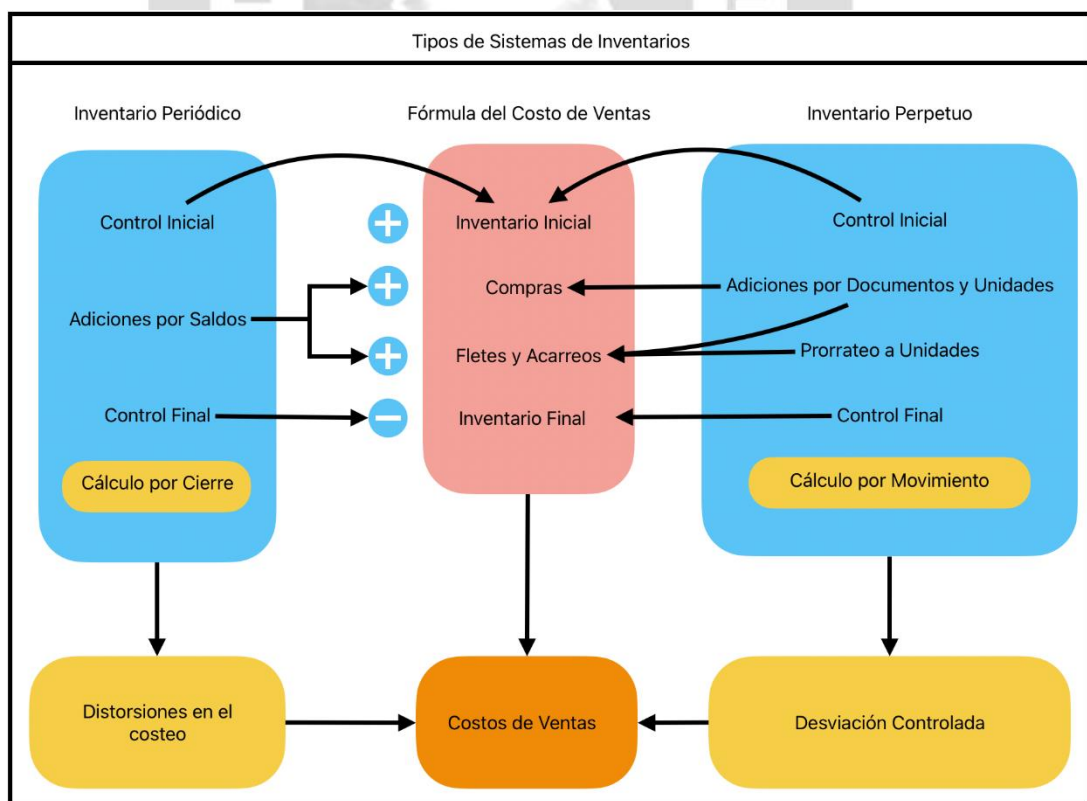 Tipos de Sistemas de Inventarios
Inventario Periódico
Fórmula del Costo de Ventas
Inventario Perpetuo
Control Inicial
Inventario Inicial
Control Inicial
Compras
Adiciones por Documentos y Unidades
Adiciones por Saldos
Fletes y Acarreos
Prorrateo a Unidades
Control Final
Inventario Final
Control Final
Cálculo por Cierre
Cálculo por Movimiento
Distorsiones en el
costeo
Costos de Ventas
Desviación Controlada